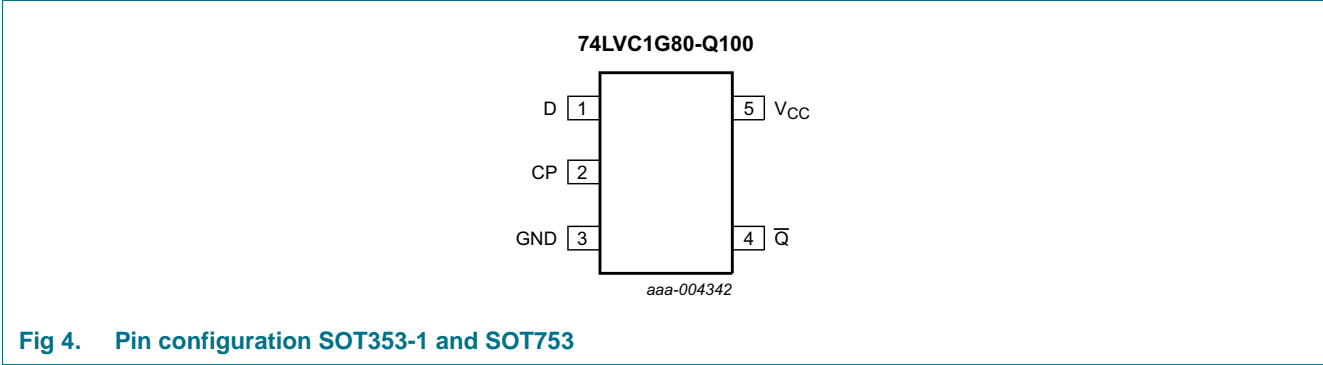 74LVC1G80-Q100
D 1 5 VCC
CP 2
GND 3 4 Q̅
aaa-004342
Fig 4. Pin configuration SOT353-1 and SOT753